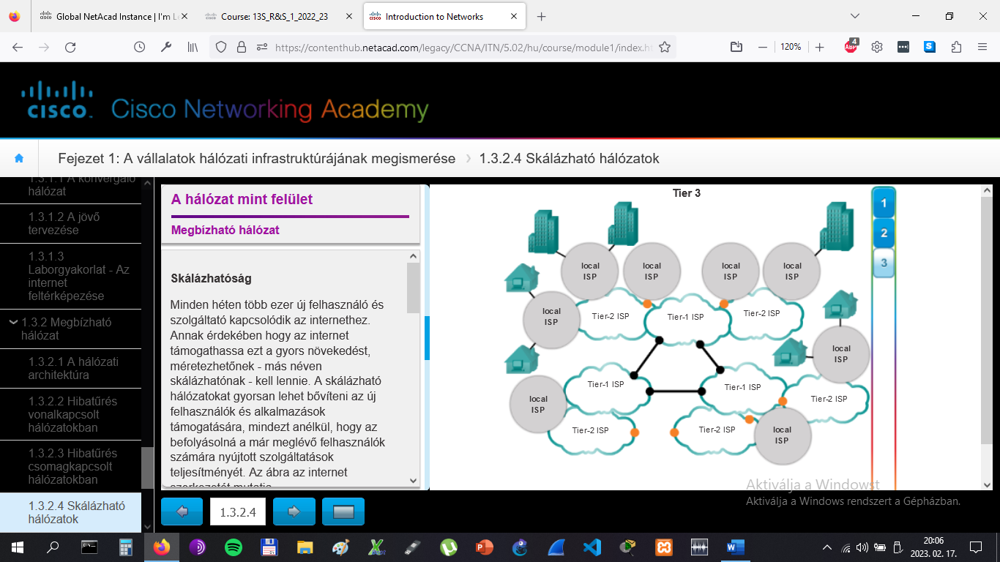 Global NetAcad Instance | I'm Le
Course: 13S_R&S_1_2022_23
Introduction to Networks
https://contenthub.netacad.com/legacy/CCNA/ITN/5.02/hu/course/module1/index.ht
120%
ABP
4
S
CISCO
Cisco Networking Academy
Fejezet 1: A vállalatok hálózati infrastruktúrájának megismerése
1.3.2.4 Skálázható hálózatok
1.3.1.1 A konvergáló
hálózat
1.3.1.2 A jövő
tervezése
1.3.1.3
Laborgyakorlat - Az
internet
feltérképezése
1.3.2 Megbízható
hálózat
1.3.2.1 A hálózati
architektúra
1.3.2.2 Hibatűrés
vonalkapcsolt
hálózatokban
1.3.2.3 Hibatűrés
csomagkapcsolt
hálózatokban
1.3.2.4 Skálázható
hálózatok
A hálózat mint felület
Megbízható hálózat
Skálázhatóság
Minden héten több ezer új felhasználó és
szolgáltató kapcsolódik az internethez.
Annak érdekében hogy az internet
támogathassa ezt a gyors növekedést,
méretezhetőnek - más néven
skálázhatónak - kell lennie. A skálázható
hálózatokat gyorsan lehet bővíteni az új
felhasználók és alkalmazások
támogatására, mindezt anélkül, hogy az
befolyásolná a már meglévő felhasználók
számára nyújtott szolgáltatások
teljesítményét. Az ábra az internet
szerkezetét mutatja
1.3.2.4
Tier 3
1
2
3
local
ISP
local
ISP
local
ISP
local
ISP
local
ISP
Tier-2 ISP
Tier-1 ISP
Tier-2 ISP
local
ISP
Tier-1 ISP
Tier-1 ISP
Tier-2 ISP
local
ISP
Tier-2 ISP
Tier-2 ISP
local
ISP
Aktiválja a Windowst
Aktiválja a Windows rendszert a Gépházban.
20:06
2023. 02. 17.